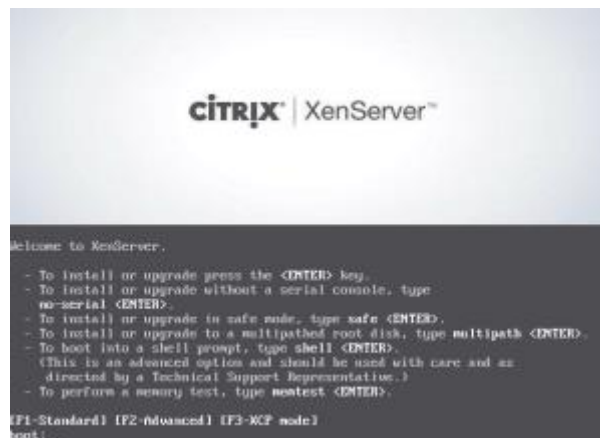 CİTRIX® | XenServer™
Welcome to XenServer.
- To install or upgrade press the <ENTER> key.
- To install or upgrade without a serial console, type
no-serial <ENTER>.
- To install or upgrade in safe mode, type safe <ENTER>.
- To install or upgrade to a multipathed root disk, type multipath <ENTER>.
- To boot into a shell prompt, type shell <ENTER>.
(This is an advanced option and should be used with care and as
directed by a Technical Support Representative.)
- To perform a memory test, type memtest <ENTER>.
[F1-Standard] [F2-Advanced] [F3-XCP mode]
boot: